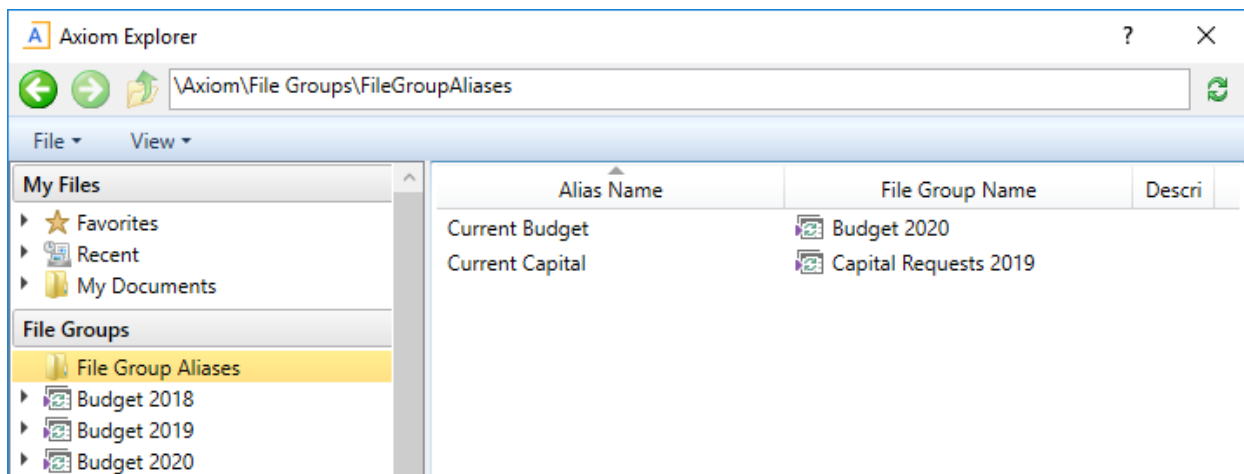 A Axiom Explorer ?
\Axiom\File Groups\FileGroupAliases
File View
My Files
Favorites
Recent
My Documents
File Groups
File Group Aliases
Budget 2018
Budget 2019
Budget 2020
Alias Name File Group Name Descri
Current Budget Budget 2020
Current Capital Capital Requests 2019